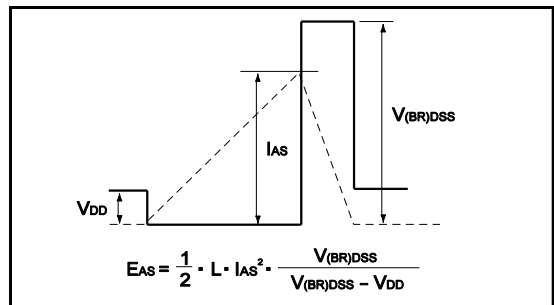 V(BR)DSS
IAS
VDD
EAS = 1/2 · L · IAS² · V(BR)DSS / V(BR)DSS – VDD